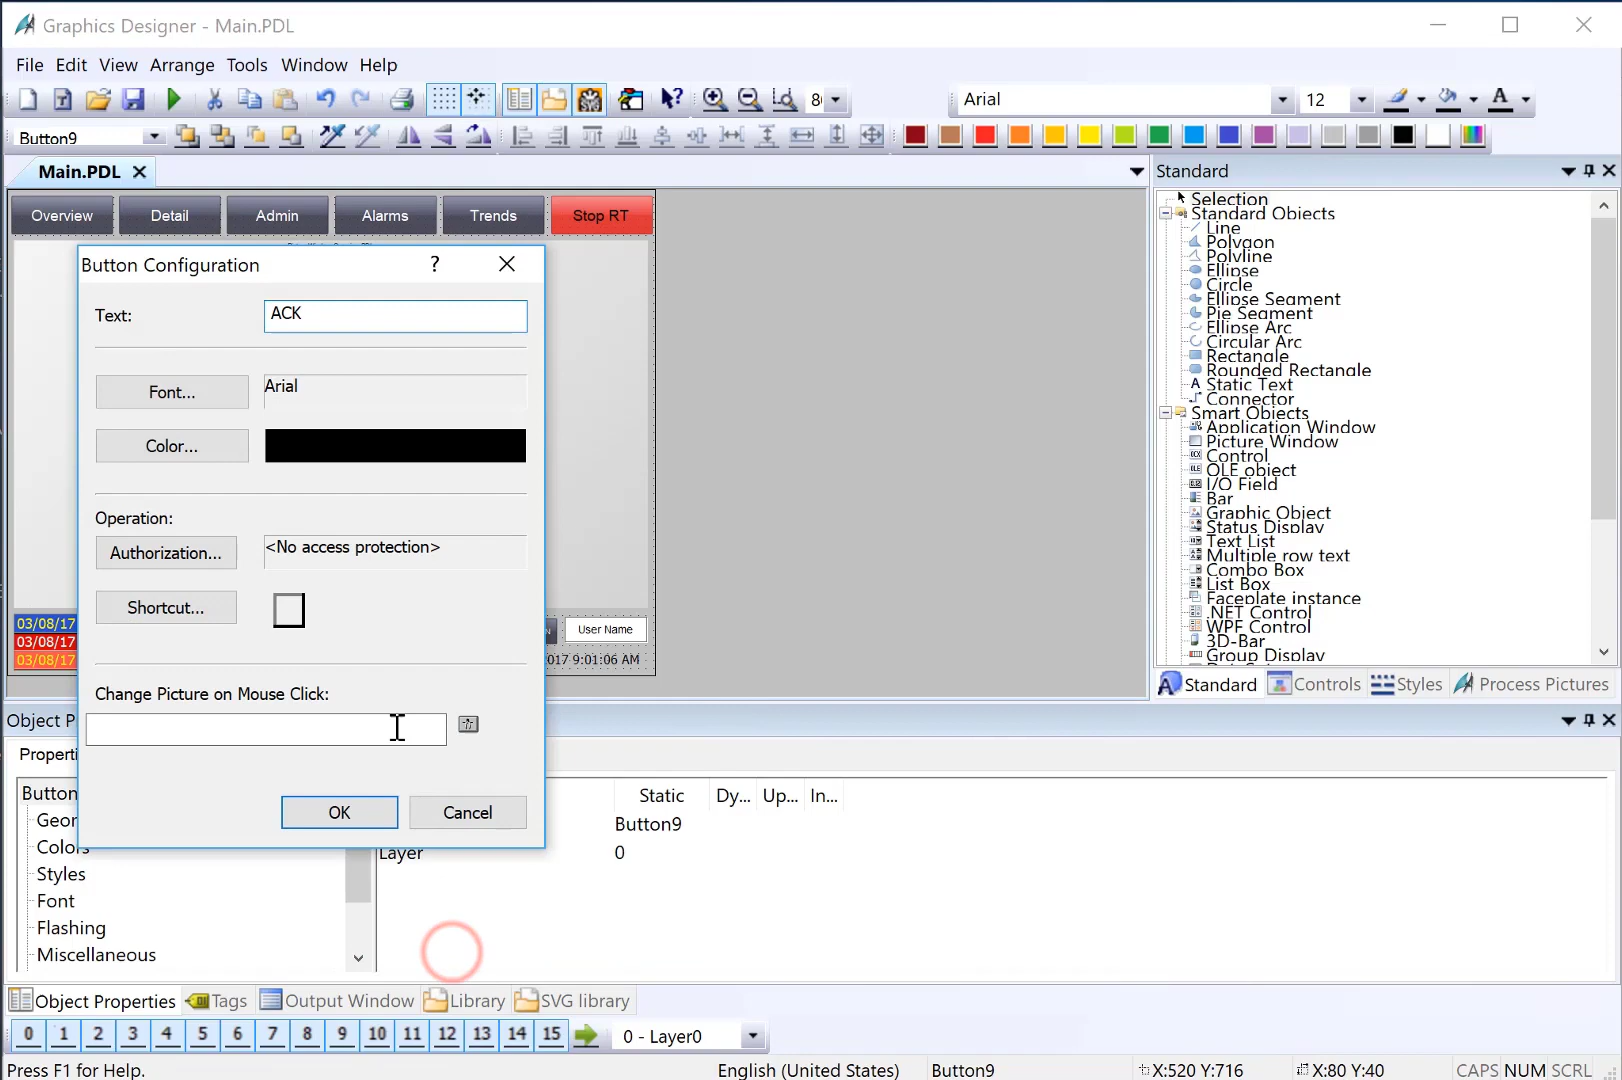 Graphics Designer - Main.PDL
File Edit View Arrange Tools Window Help
Arial 12
Button9
Main.PDL
Standard
Overview Detail Admin Alarms Trends Stop RT
Button Configuration ?
Text: ACK
Font... Arial
Color...
Operation:
Authorization... <No access protection>
Shortcut...
Change Picture on Mouse Click:
OK Cancel
03/08/17
03/08/17
03/08/17
User Name
017 9:01:06 AM
Selection
Standard Objects
Line
Polygon
Polyline
Ellipse
Circle
Ellipse Segment
Pie Segment
Ellipse Arc
Circular Arc
Rectangle
Rounded Rectangle
Static Text
Connector
Smart Objects
Application Window
Picture Window
Control
OLE object
I/O Field
Bar
Graphic Object
Status Display
Text List
Multiple row text
Combo Box
List Box
Faceplate instance
.NET Control
WPF Control
3D-Bar
Group Display
Standard Controls Styles Process Pictures
Object P
Properti
Button
Geor
Colors
Styles
Font
Flashing
Miscellaneous
Static Dy... Up... In...
Button9
Layer 0
Object Properties Tags Output Window Library SVG library
0 1 2 3 4 5 6 7 8 9 10 11 12 13 14 15 0 - Layer0
Press F1 for Help. English (United States) Button9 X:520 Y:716 X:80 Y:40 CAPS NUM SCRL